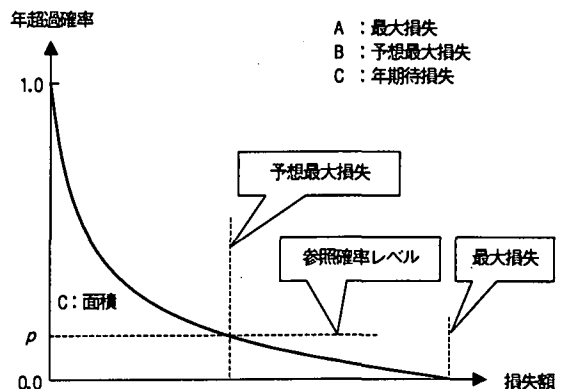 年超過確率
A : 最大損失
B : 予想最大損失
C : 年期待損失
1.0
予想最大損失
参照確率レベル
最大損失
C : 面積
p
0.0
損失額